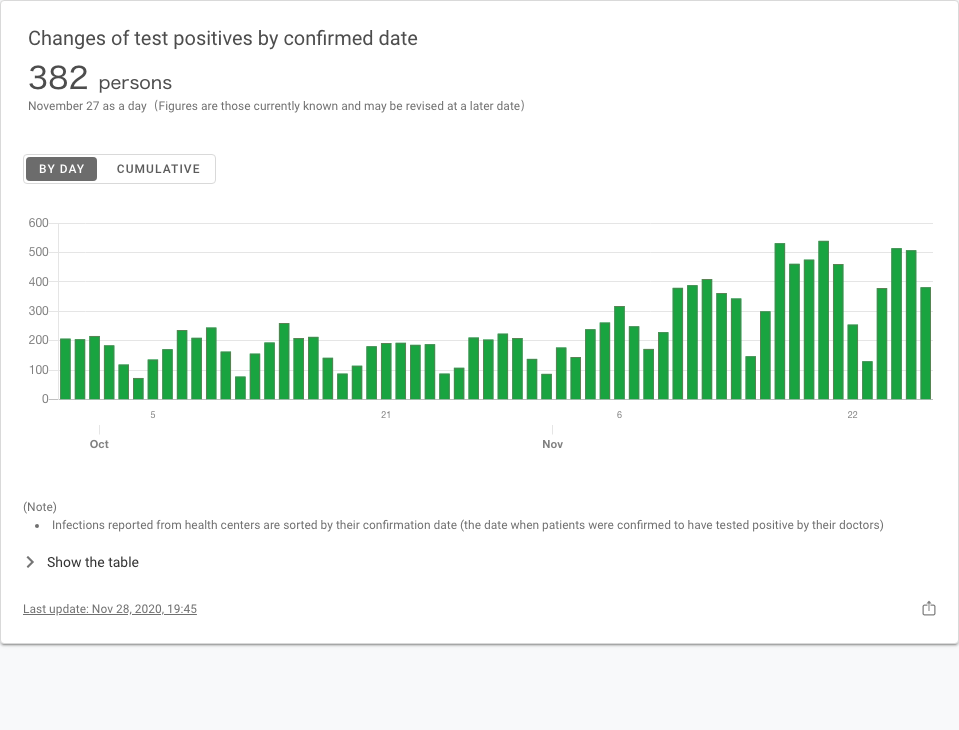 Changes of test positives by confirmed date
382 persons
November 27 as a day（Figures are those currently known and may be revised at a later date）
BY DAY CUMULATIVE
600
500
400
300
200
100
0
5 21 6 22
Oct Nov
(Note)
• Infections reported from health centers are sorted by their confirmation date (the date when patients were confirmed to have tested positive by their doctors)
Show the table
Last update: Nov 28, 2020, 19:45